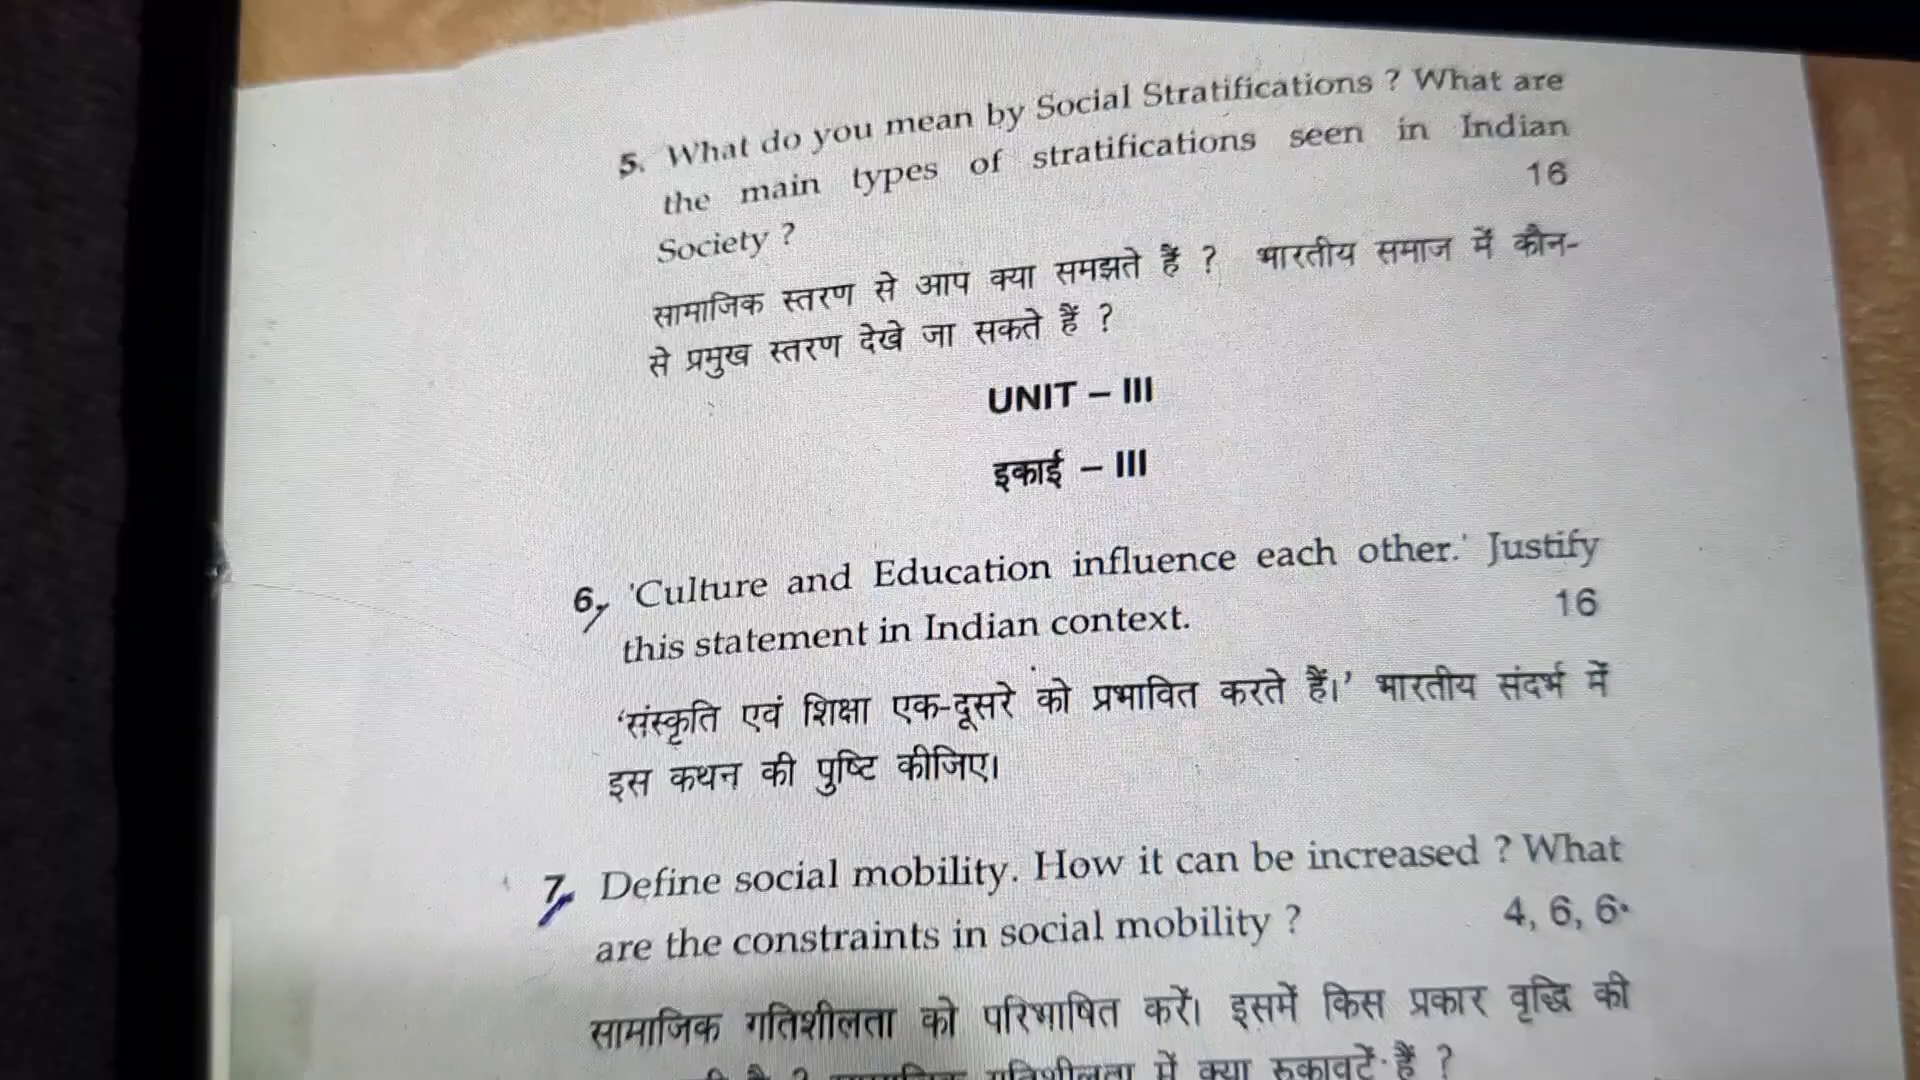 5. What do you mean by Social Stratifications ? What are
the main types of stratifications seen in Indian
Society ? 16
सामाजिक स्तरण से आप क्या समझते हैं ? भारतीय समाज में कौन-
से प्रमुख स्तरण देखे जा सकते हैं ?
UNIT – III
इकाई – III
6. 'Culture and Education influence each other.' Justify
this statement in Indian context. 16
‘संस्कृति एवं शिक्षा एक-दूसरे को प्रभावित करते हैं।’ भारतीय संदर्भ में
इस कथन की पुष्टि कीजिए।
7. Define social mobility. How it can be increased ? What
are the constraints in social mobility ? 4, 6, 6
सामाजिक गतिशीलता को परिभाषित करें। इसमें किस प्रकार वृद्धि की
है ? गतिशीलता में क्या रुकावटें हैं ?